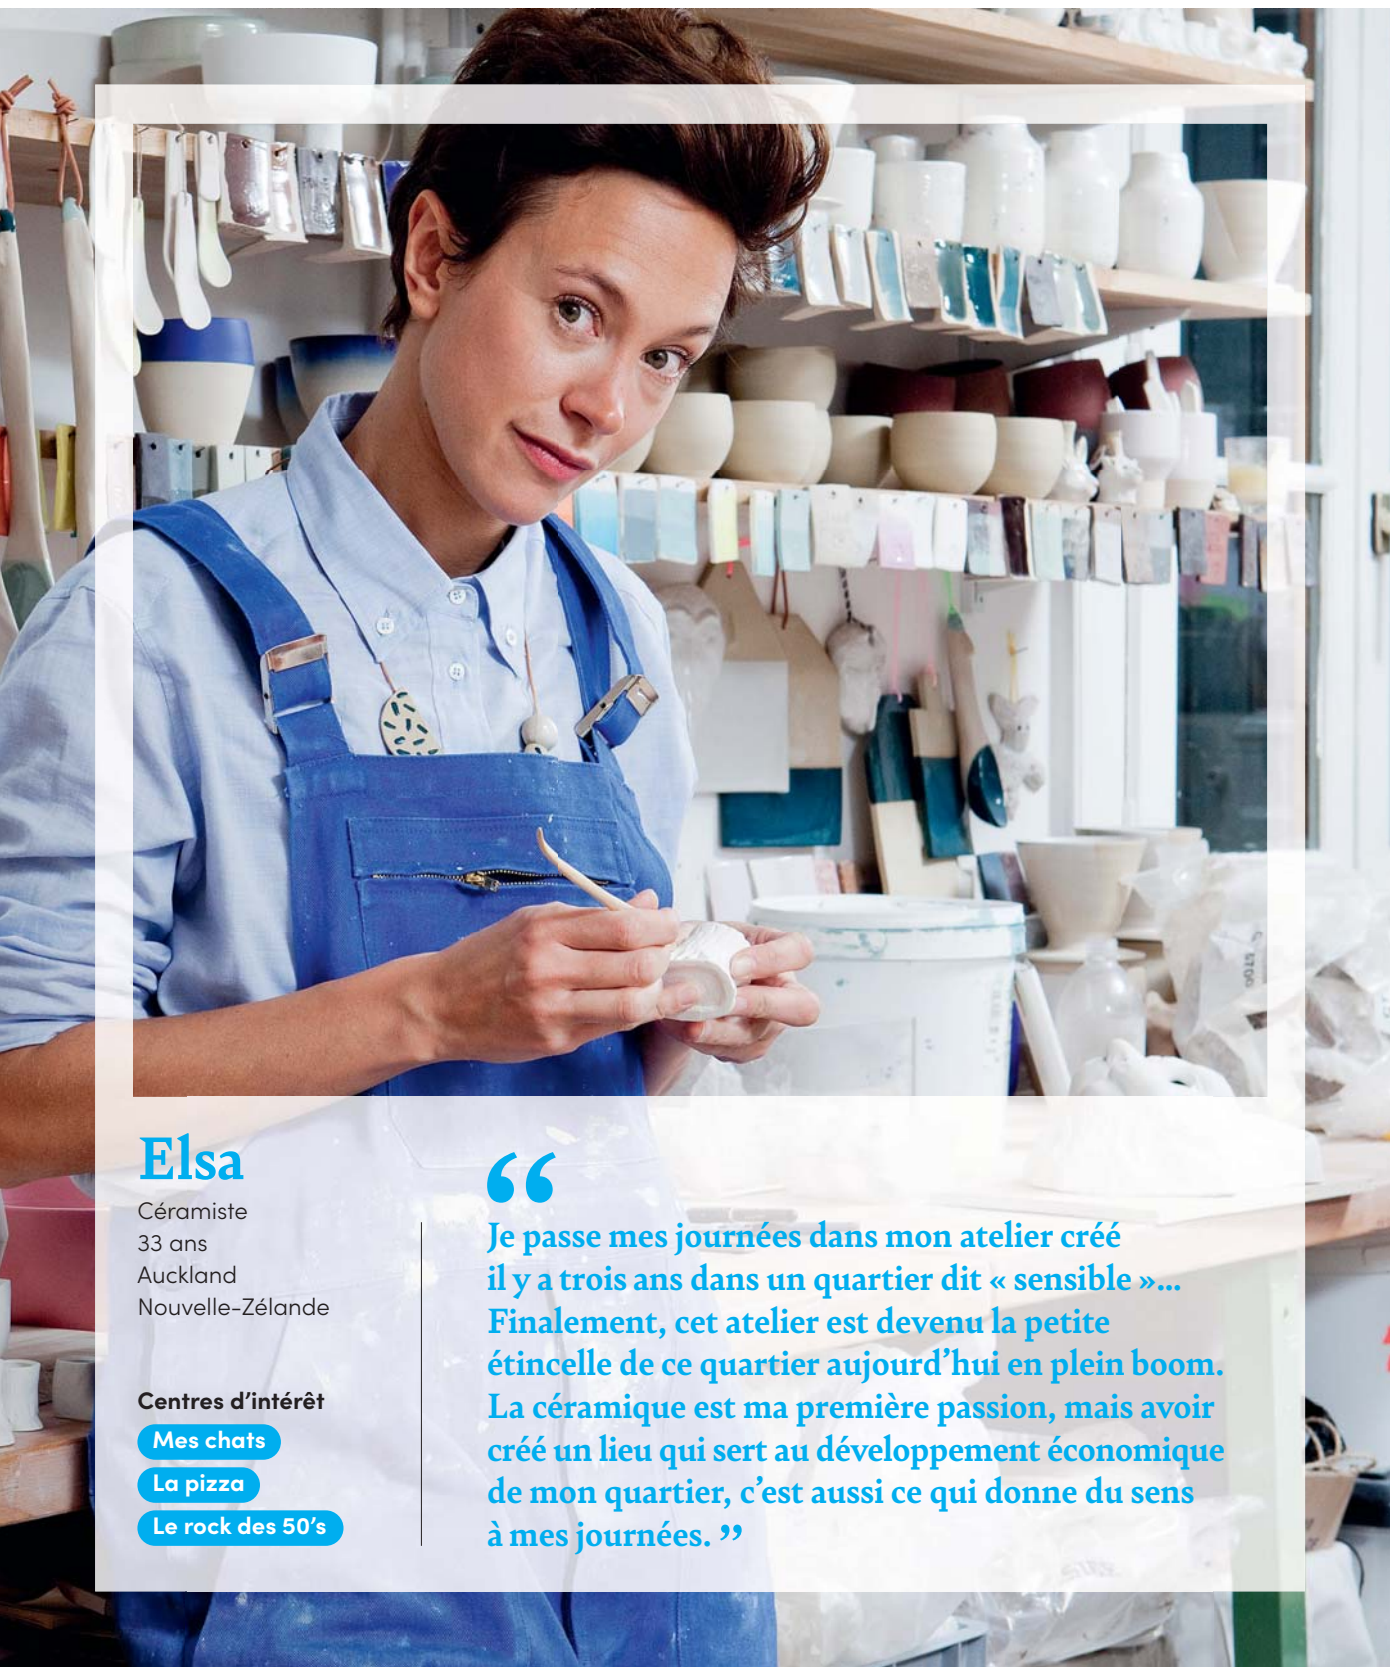 Elsa
Céramiste
33 ans
Auckland
Nouvelle-Zélande
Centres d’intérêt
Mes chats
La pizza
Le rock des 50’s
“
Je passe mes journées dans mon atelier créé
il y a trois ans dans un quartier dit « sensible »...
Finalement, cet atelier est devenu la petite
étincelle de ce quartier aujourd’hui en plein boom.
La céramique est ma première passion, mais avoir
créé un lieu qui sert au développement économique
de mon quartier, c’est aussi ce qui donne du sens
à mes journées. ”